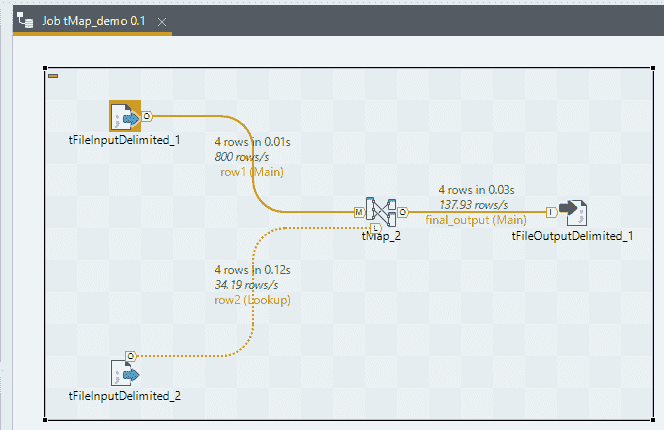 Job tMap_demo 0.1
O
tFileInputDelimited_1
4 rows in 0.01s
800 rows/s
row1 (Main)
M
O
tMap_2
L
4 rows in 0.03s
137.93 rows/s
final_output (Main)
I
tFileOutputDelimited_1
4 rows in 0.12s
34.19 rows/s
row2 (Lookup)
O
tFileInputDelimited_2